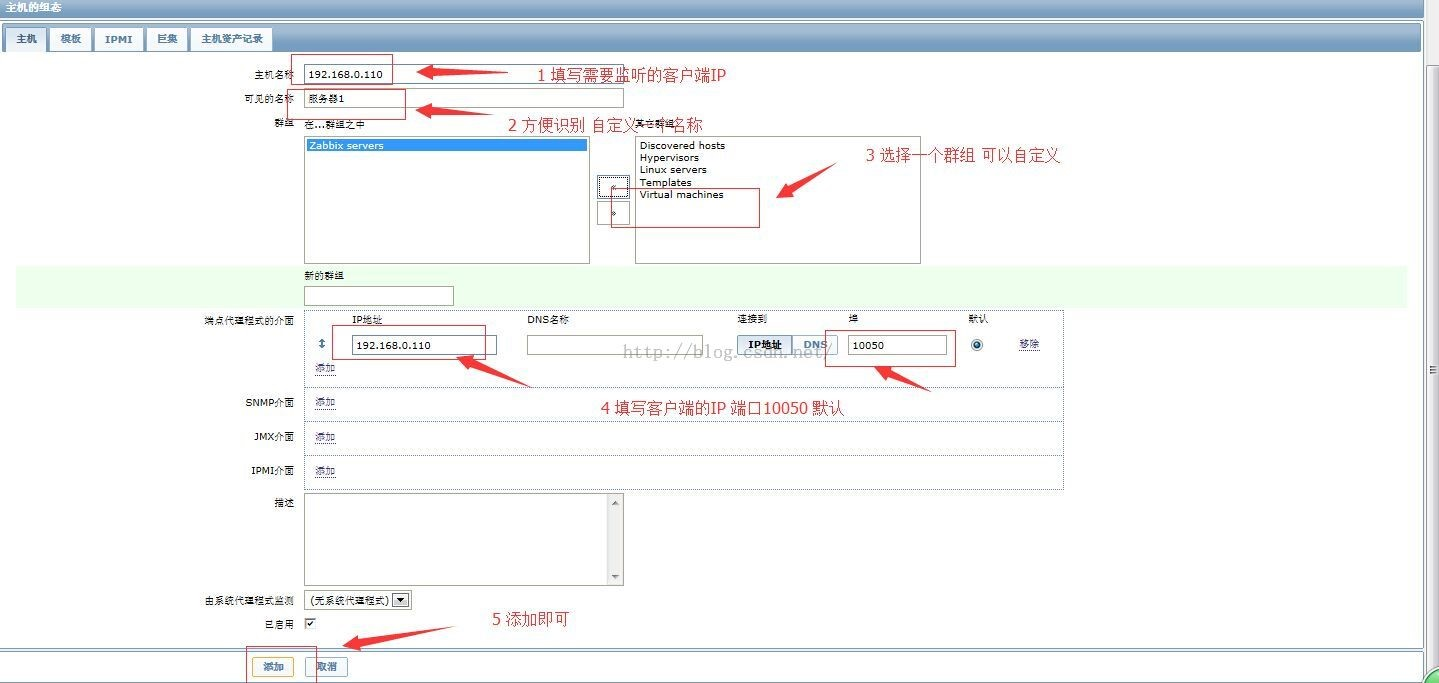 主机的组态
主机 模板 IPMI 巨集 主机资产记录
主机名称 192.168.0.110 1 填写需要监听的客户端IP
可见的名称 服务器1
2 方便识别 自定义一个名称
群组 在...群组之中 其它群组
Zabbix servers
Discovered hosts
Hypervisors
Linux servers
Templates
Virtual machines
3 选择一个群组 可以自定义
«
»
新的群组
端点代理程式的介面 IP地址 DNS名称 连接到 埠 默认
192.168.0.110 IP地址 DNS 10050 移除
http://blog.csdn.net/
添加
SNMP介面 添加
4 填写客户端的IP 端口10050 默认
JMX介面 添加
IPMI介面 添加
描述
由系统代理程式监测 (无系统代理程式)
已启用
5 添加即可
添加 取消